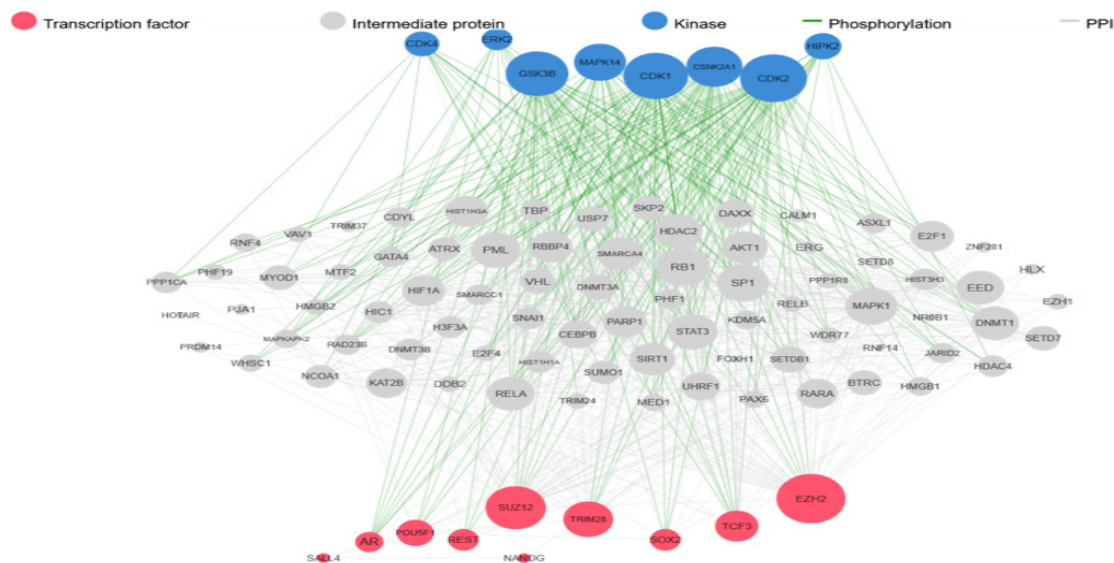 Transcription factor Intermediate protein Kinase Phosphorylation PPI
CDK4 ERK2 HIPK2
GSK3B MAPK14 CDK1 CSNK2A1 CDK2
HIST1H3A TBP USP7 SKP2 DAXX CALM1
CDYL ASXL1
RNF4 VAV1 TRIM37 HDAC2 E2F1
GATA4 ATRX PML RBBP4 SMARCA4 AKT1 ERG ZNF281
PPP1CA PHF19 MYOD1 MTF2 RB1 SETD8 HLX
HIF1A SMARCC1 VHL DNMT3A SP1 PPP1R8 HIST3H3 EED
HOTAIR PJA1 HMGB2 HIC1 SNAI1 PHF1 RELB MAPK1 EZH1
H3F3A CEBPB PARP1 KDM5A NR0B1 DNMT1
PRDM14 MAPKAPK2 RAD23B STAT3 WDR77 SETD7
DNMT3B E2F4 RNF14 JARID2
WHSC1 HIST1H1A SIRT1 FOXH1 SETDB1 HDAC4
NCOA1 KAT2B DDB2 SUMO1 UHRF1 BTRC HMGB1
RELA TRIM24 MED1 PAX6 RARA
SUZ12 EZH2
AR POU5F1 REST TRIM28 SOX2 TCF3
SALL4 NANOG